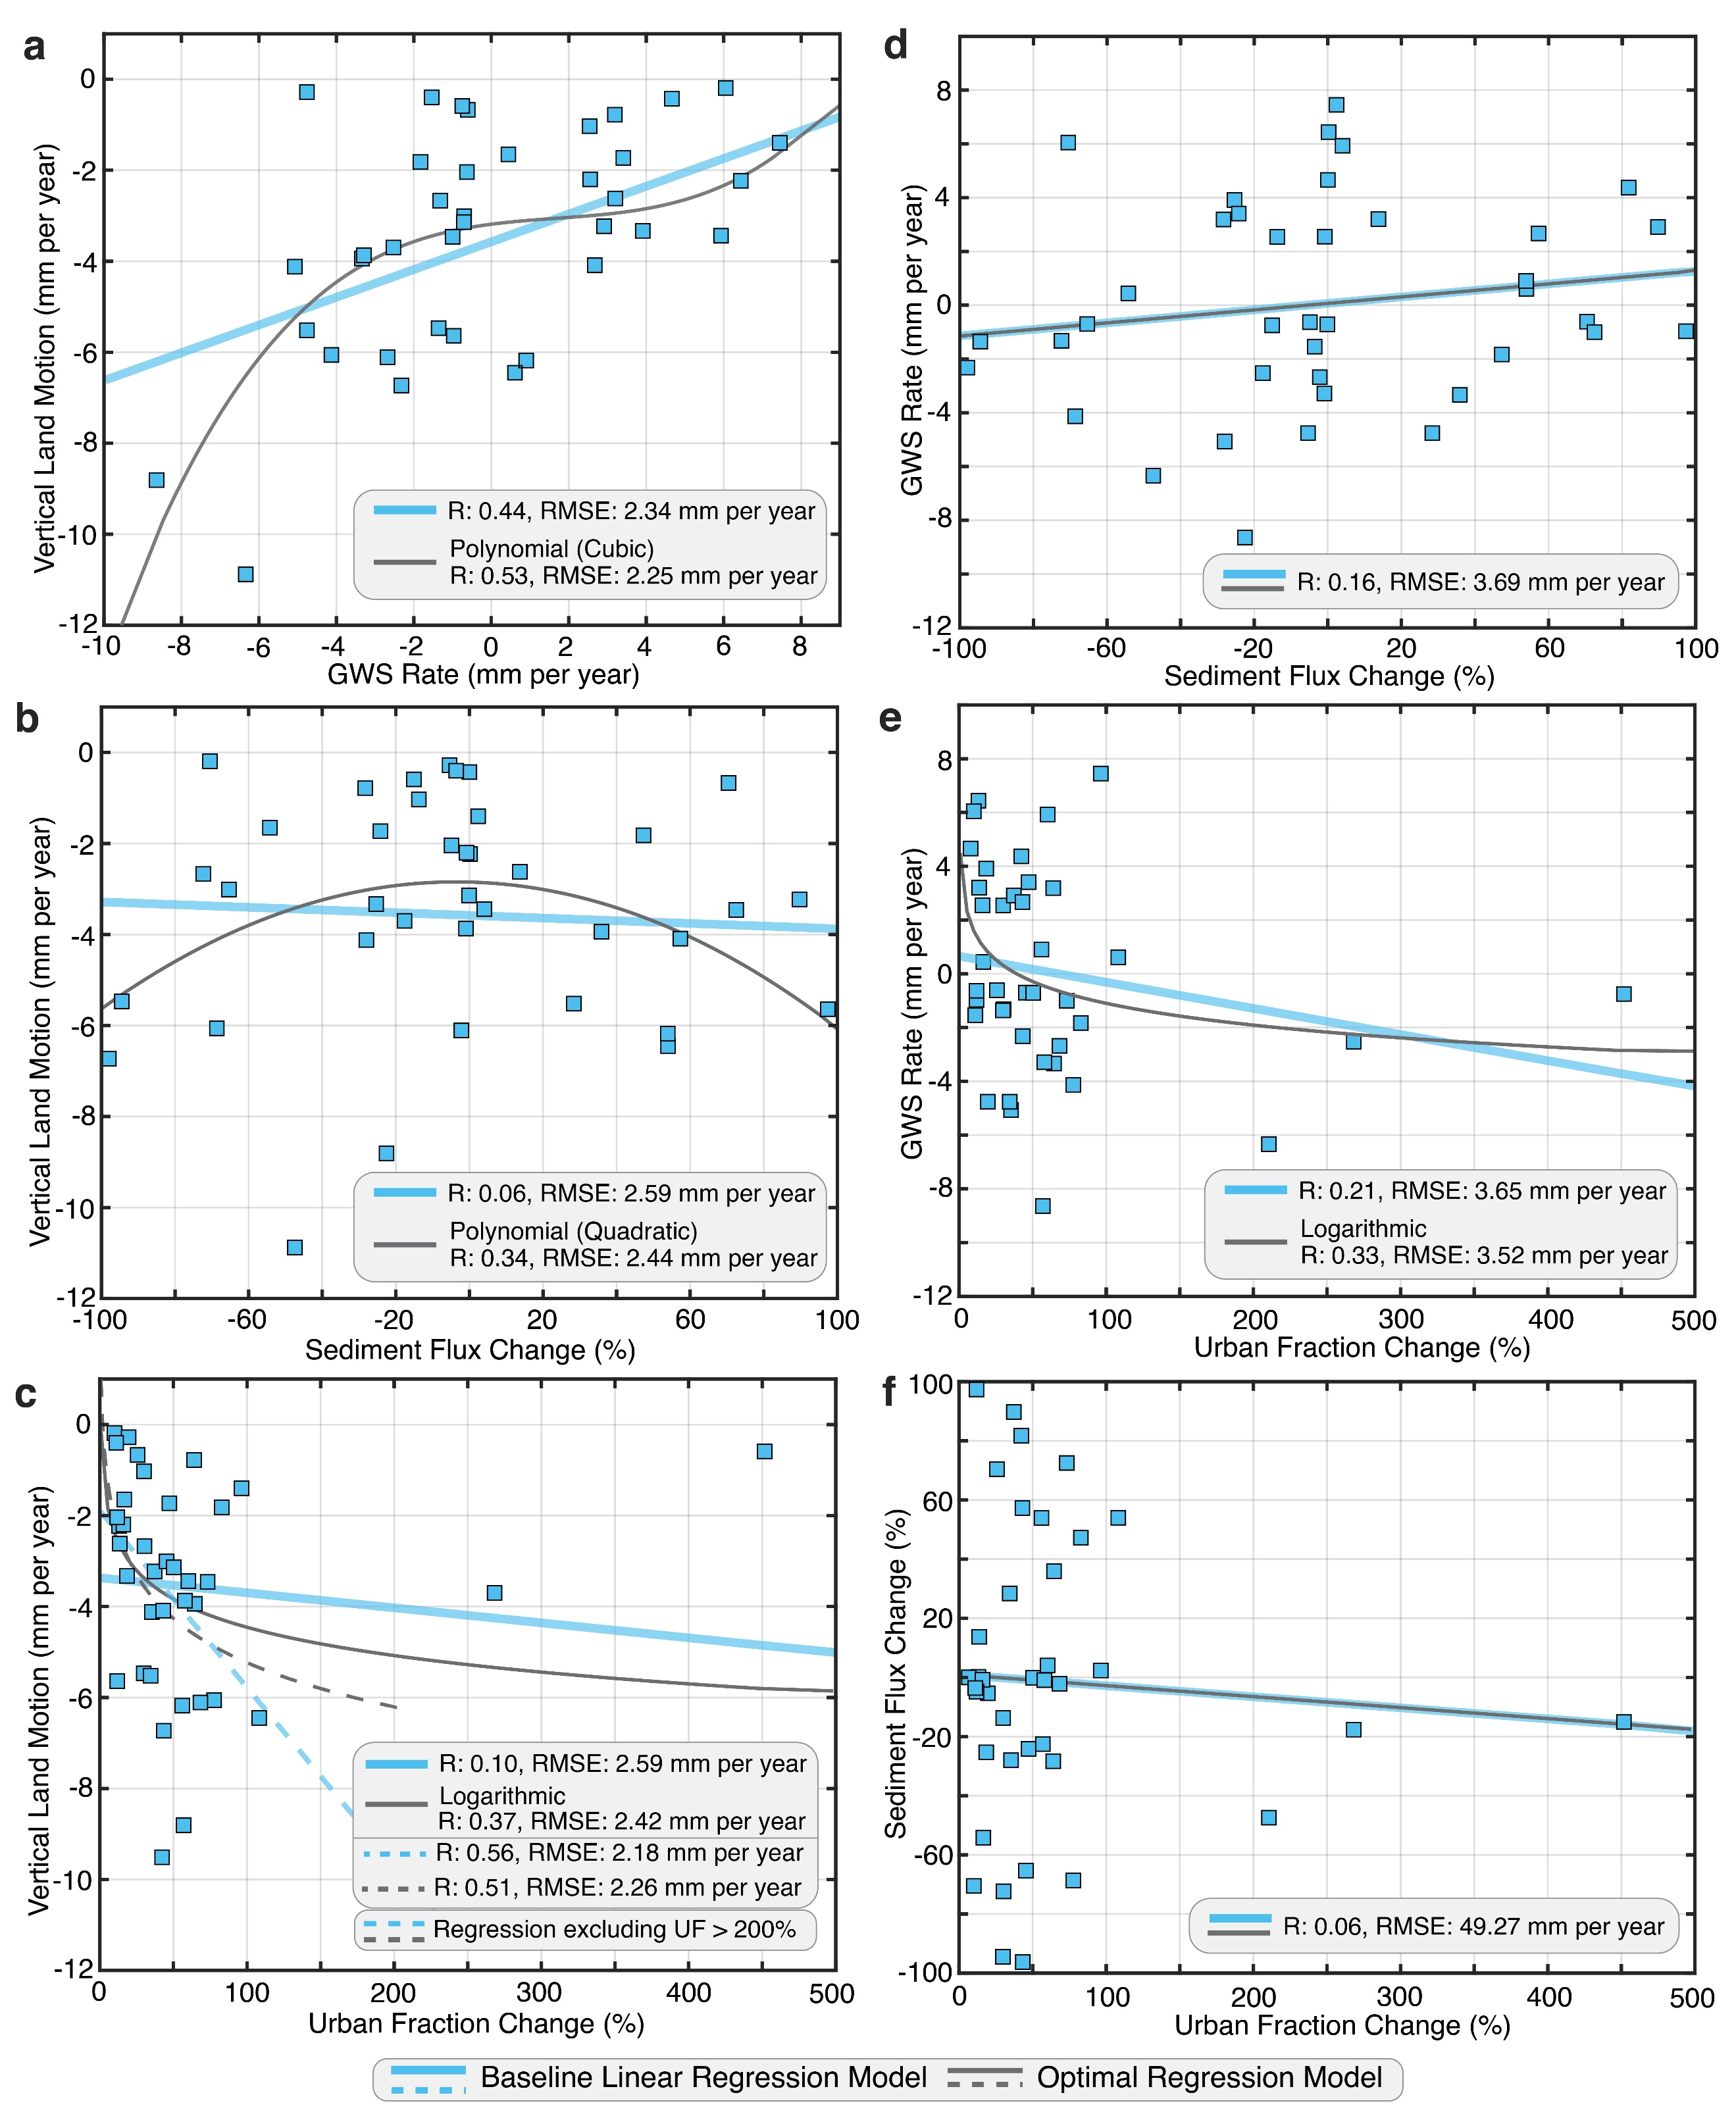 a
0
-2
-4
-6
-8
-10
-12
Vertical Land Motion (mm per year)
R: 0.44, RMSE: 2.34 mm per year
Polynomial (Cubic)
R: 0.53, RMSE: 2.25 mm per year
-10 -8 -6 -4 -2 0 2 4 6 8
GWS Rate (mm per year)
b
0
-2
-4
-6
-8
-10
-12
Vertical Land Motion (mm per year)
R: 0.06, RMSE: 2.59 mm per year
Polynomial (Quadratic)
R: 0.34, RMSE: 2.44 mm per year
-100 -60 -20 20 60 100
Sediment Flux Change (%)
c
0
-2
-4
-6
-8
-10
-12
Vertical Land Motion (mm per year)
R: 0.10, RMSE: 2.59 mm per year
Logarithmic
R: 0.37, RMSE: 2.42 mm per year
R: 0.56, RMSE: 2.18 mm per year
R: 0.51, RMSE: 2.26 mm per year
Regression excluding UF > 200%
0 100 200 300 400 500
Urban Fraction Change (%)
d
8
4
0
-4
-8
-12
GWS Rate (mm per year)
R: 0.16, RMSE: 3.69 mm per year
-100 -60 -20 20 60 100
Sediment Flux Change (%)
e
8
4
0
-4
-8
-12
GWS Rate (mm per year)
R: 0.21, RMSE: 3.65 mm per year
Logarithmic
R: 0.33, RMSE: 3.52 mm per year
0 100 200 300 400 500
Urban Fraction Change (%)
f
100
60
20
-20
-60
-100
Sediment Flux Change (%)
R: 0.06, RMSE: 49.27 mm per year
0 100 200 300 400 500
Urban Fraction Change (%)
Baseline Linear Regression Model
Optimal Regression Model